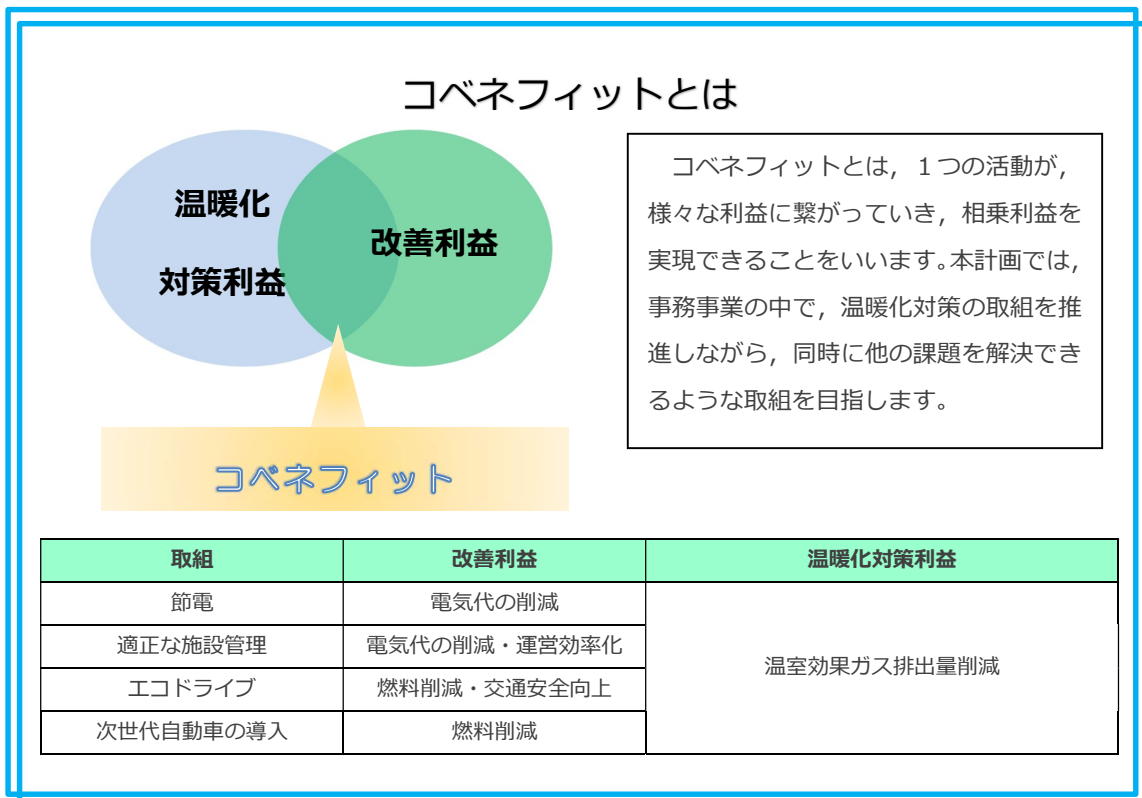 コベネフィットとは
温暖化
対策利益
改善利益
コベネフィット
コベネフィットとは，１つの活動が，
様々な利益に繋がっていき，相乗利益を
実現できることをいいます。本計画では，
事務事業の中で，温暖化対策の取組を推
進しながら，同時に他の課題を解決でき
るような取組を目指します。
取組 改善利益 温暖化対策利益
節電 電気代の削減
適正な施設管理 電気代の削減・運営効率化
温室効果ガス排出量削減
エコドライブ 燃料削減・交通安全向上
次世代自動車の導入 燃料削減